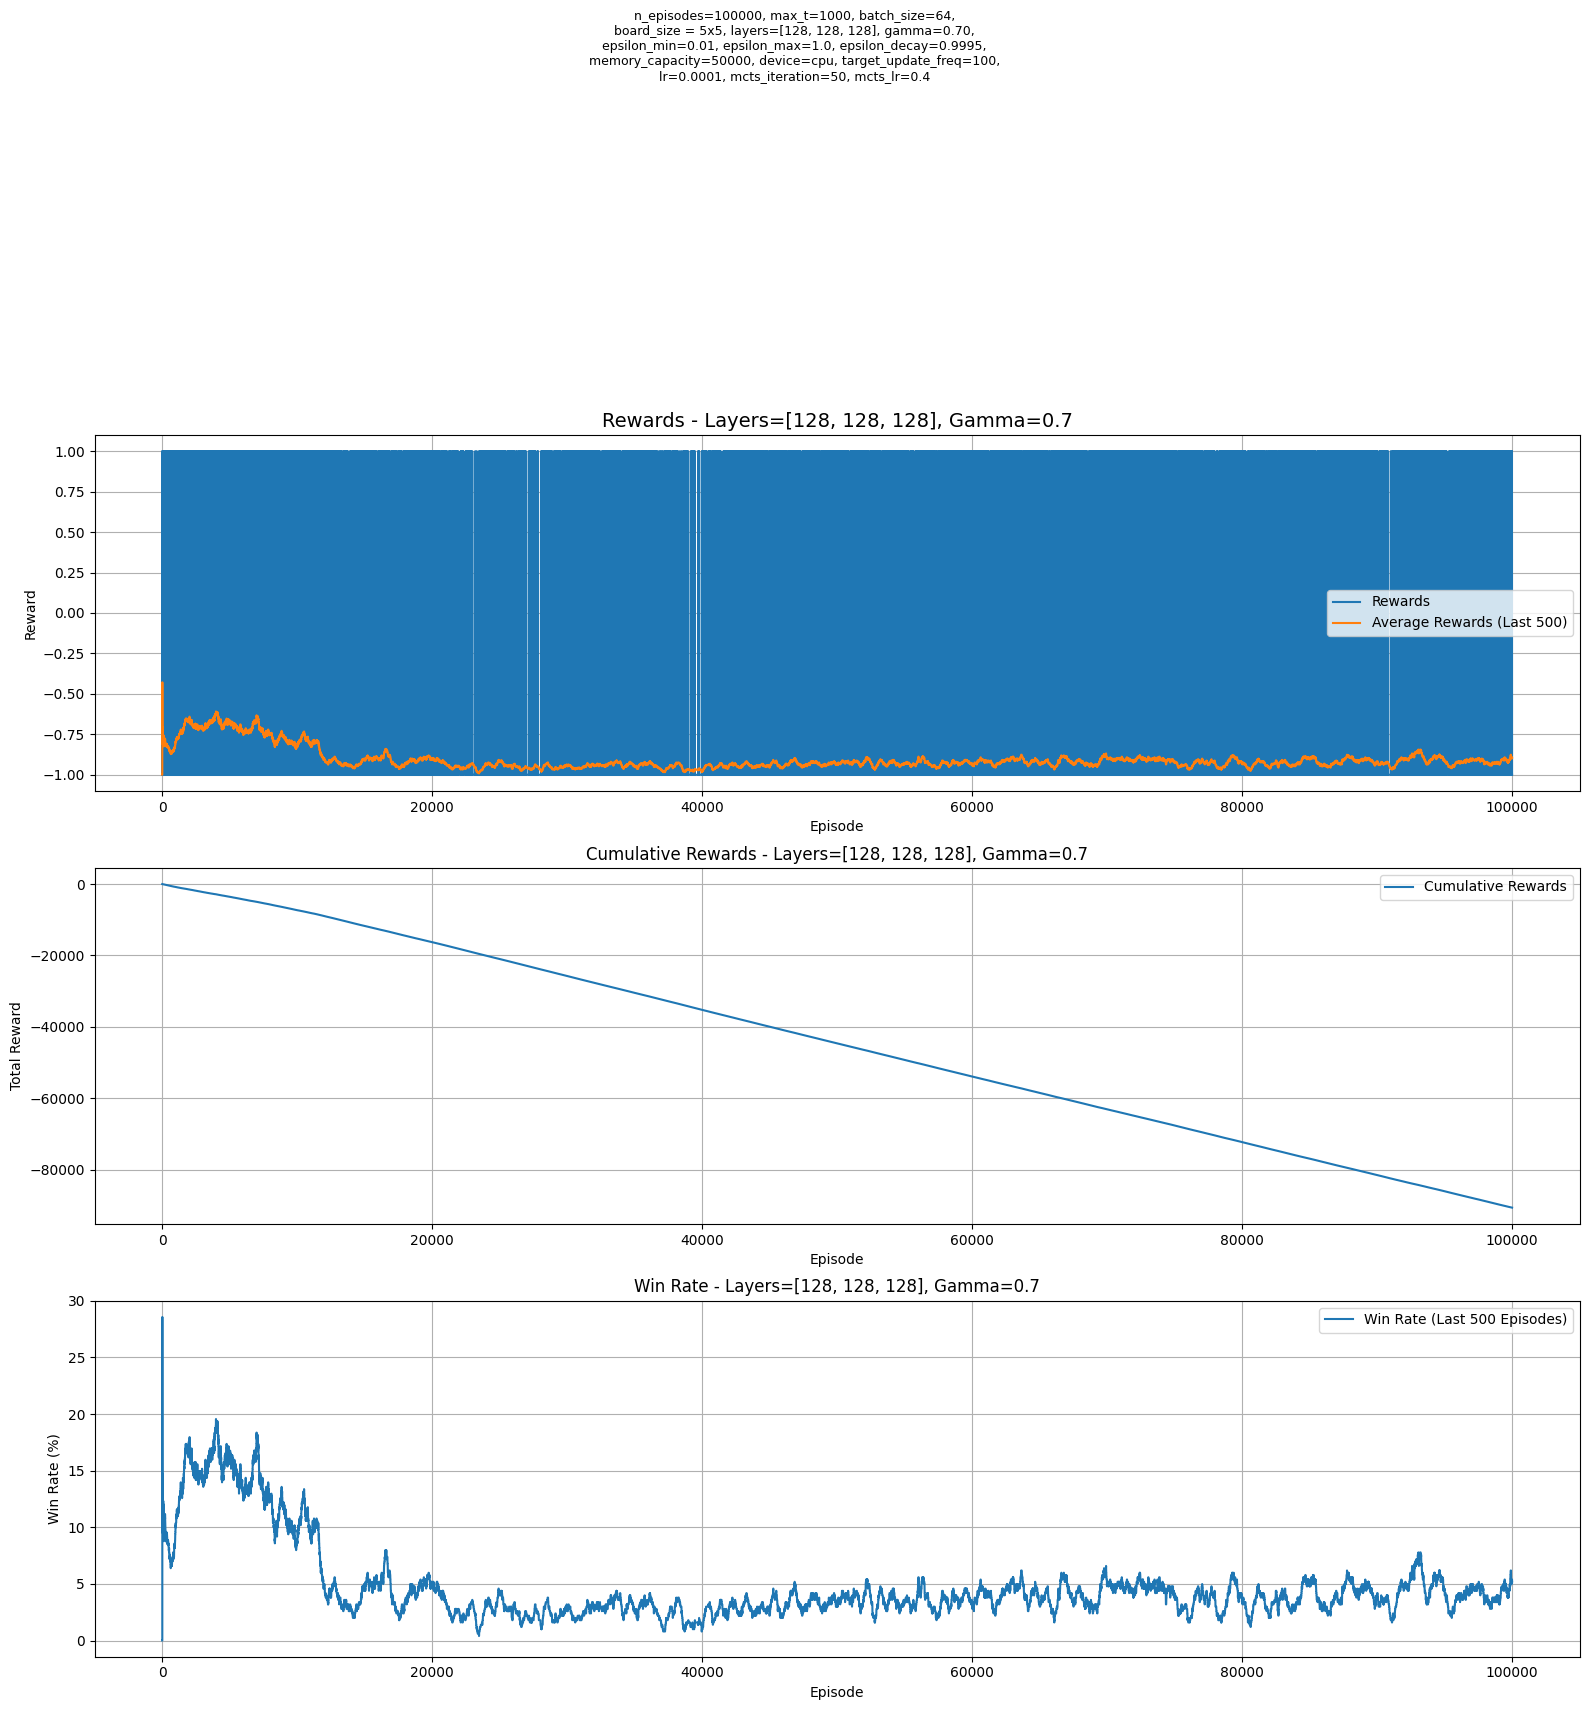 n_episodes=100000, max_t=1000, batch_size=64,
board_size = 5x5, layers=[128, 128, 128], gamma=0.70,
epsilon_min=0.01, epsilon_max=1.0, epsilon_decay=0.9995,
memory_capacity=50000, device=cpu, target_update_freq=100,
lr=0.0001, mcts_iteration=50, mcts_lr=0.4
Rewards - Layers=[128, 128, 128], Gamma=0.7
1.00
0.75
0.50
0.25
0.00
−0.25
−0.50
−0.75
−1.00
Reward
Rewards
Average Rewards (Last 500)
0 20000 40000 60000 80000 100000
Episode
Cumulative Rewards - Layers=[128, 128, 128], Gamma=0.7
0
−20000
−40000
−60000
−80000
Total Reward
Cumulative Rewards
0 20000 40000 60000 80000 100000
Episode
Win Rate - Layers=[128, 128, 128], Gamma=0.7
30
25
20
15
10
5
0
Win Rate (%)
Win Rate (Last 500 Episodes)
0 20000 40000 60000 80000 100000
Episode